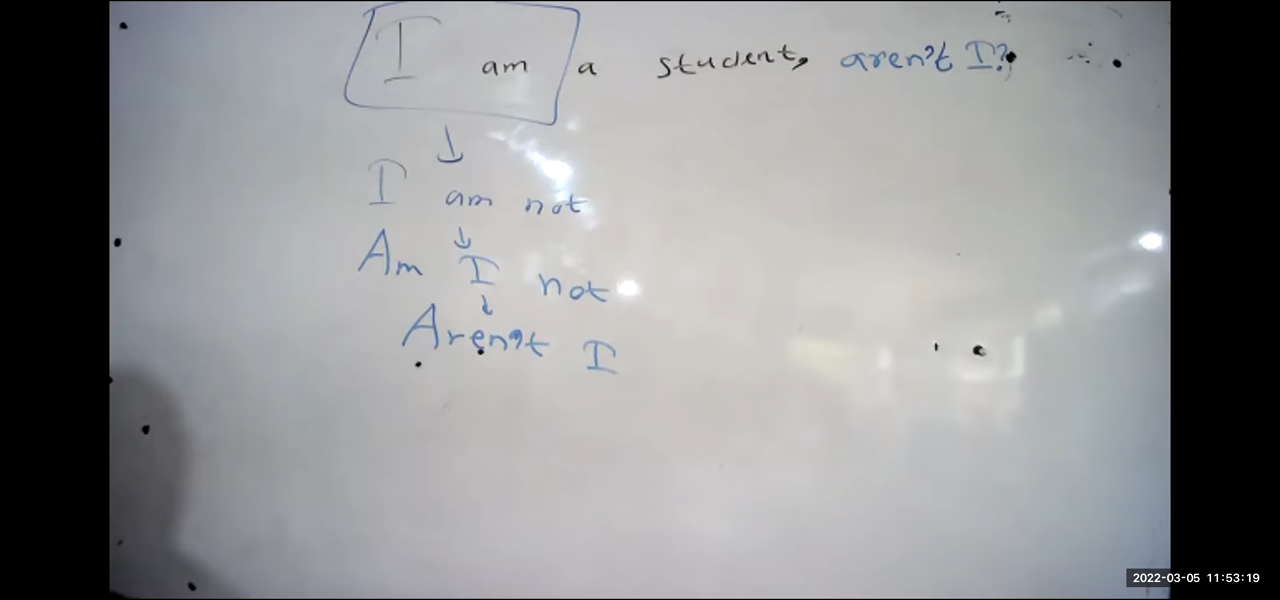 I am a student, aren't I?
I am not
Am I not
Aren't I
2022-03-05 11:53:19